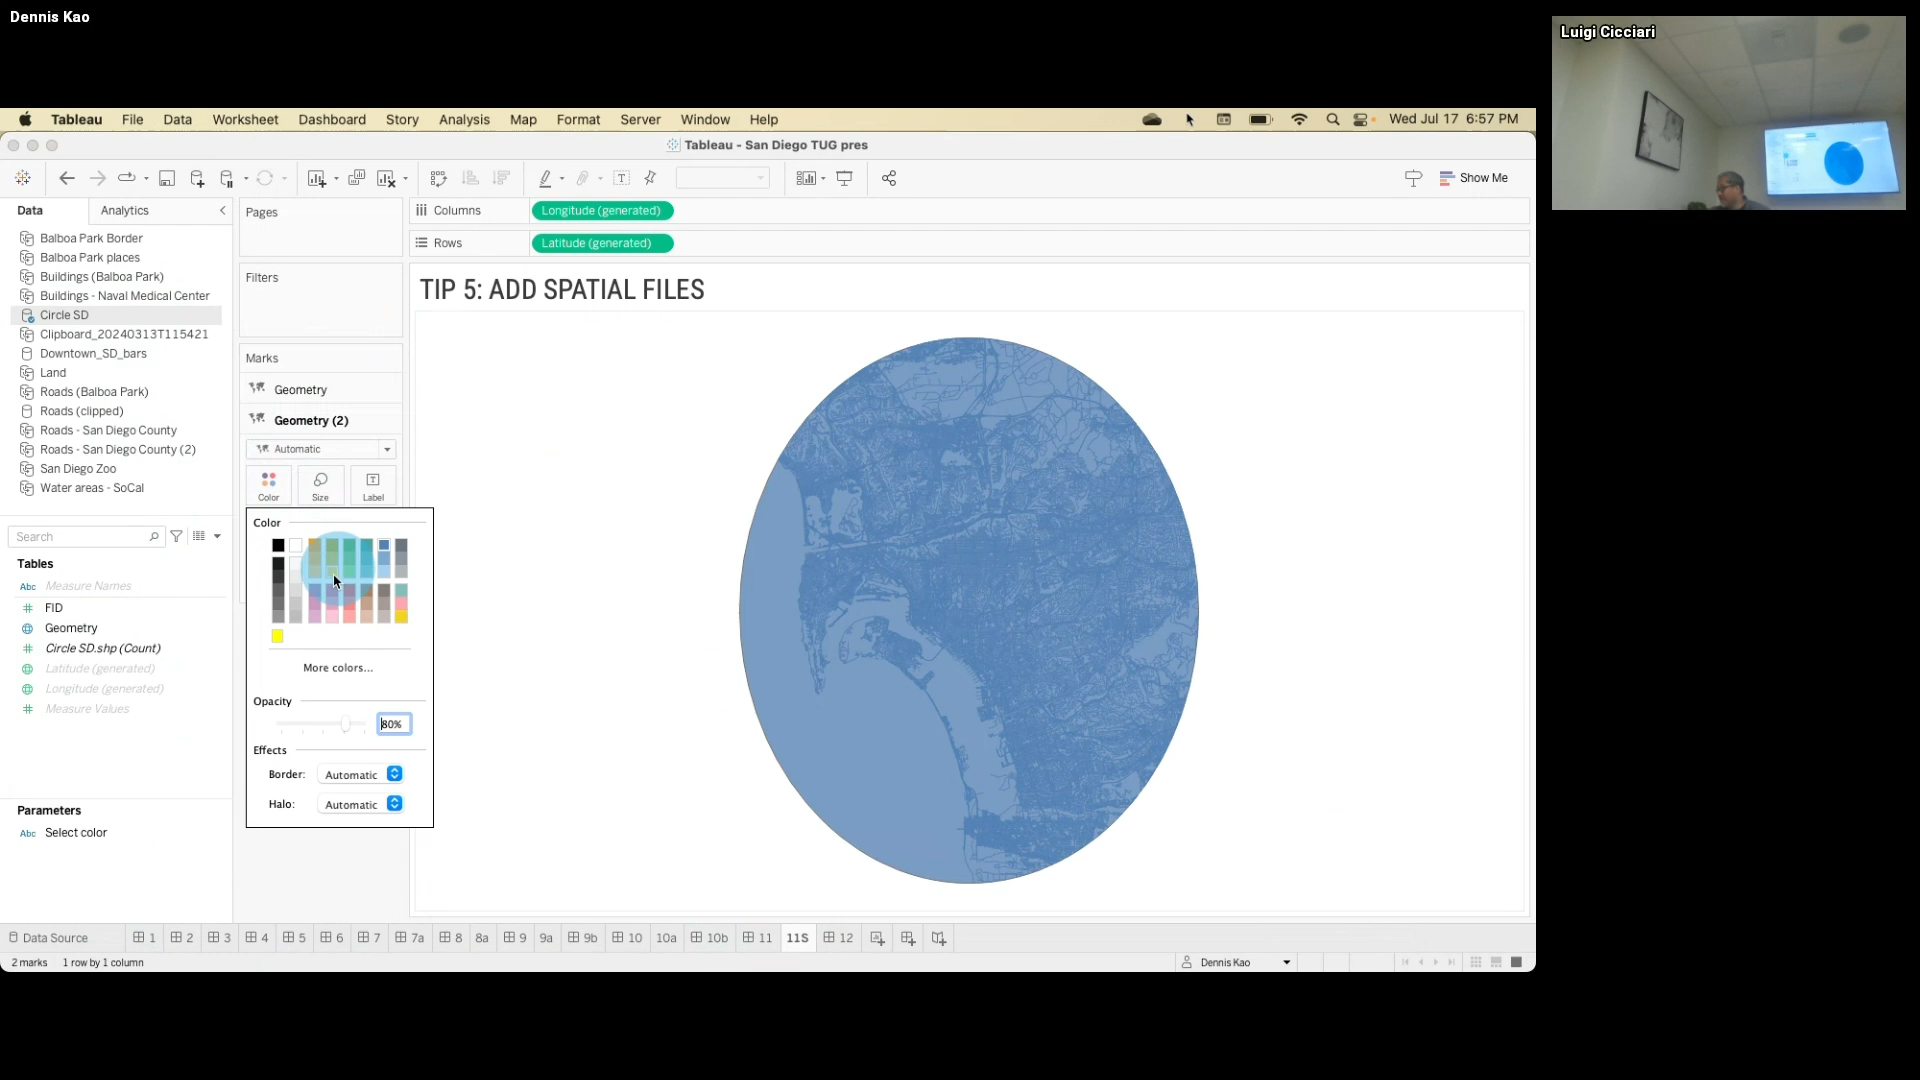 Dennis Kao
Luigi Cicciari
Tableau File Data Worksheet Dashboard Story Analysis Map Format Server Window Help Wed Jul 17 6:57 PM
Tableau - San Diego TUG pres
Show Me
Data Analytics
Pages
Columns Longitude (generated)
Rows Latitude (generated)
Balboa Park Border
Balboa Park places
Buildings (Balboa Park)
Buildings - Naval Medical Center
Circle SD
Clipboard_20240313T115421
Downtown_SD_bars
Land
Roads (Balboa Park)
Roads (clipped)
Roads - San Diego County
Roads - San Diego County (2)
San Diego Zoo
Water areas - SoCal
Filters
TIP 5: ADD SPATIAL FILES
Marks
Geometry
Geometry (2)
Automatic
Color Size Label
Search
Tables
Abc Measure Names
FID
Geometry
Circle SD.shp (Count)
Latitude (generated)
Longitude (generated)
Measure Values
Color
More colors...
Opacity
80%
Effects
Border: Automatic
Halo: Automatic
Parameters
Abc Select color
Data Source 1 2 3 4 5 6 7 7a 8 8a 9 9a 9b 10 10a 10b 11 11S 12
2 marks 1 row by 1 column
Dennis Kao